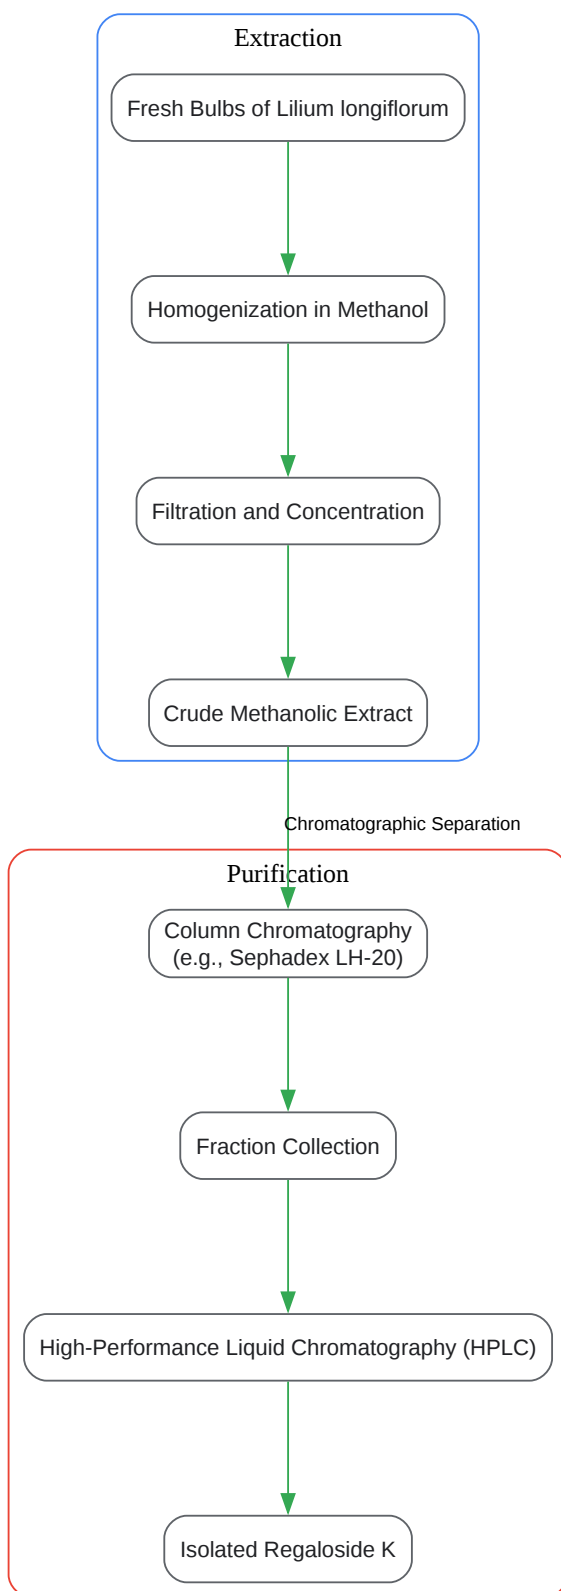 Extraction
Fresh Bulbs of Lilium longiflorum
Homogenization in Methanol
Filtration and Concentration
Crude Methanolic Extract
Chromatographic Separation
Purification
Column Chromatography
(e.g., Sephadex LH-20)
Fraction Collection
High-Performance Liquid Chromatography (HPLC)
Isolated Regaloside K